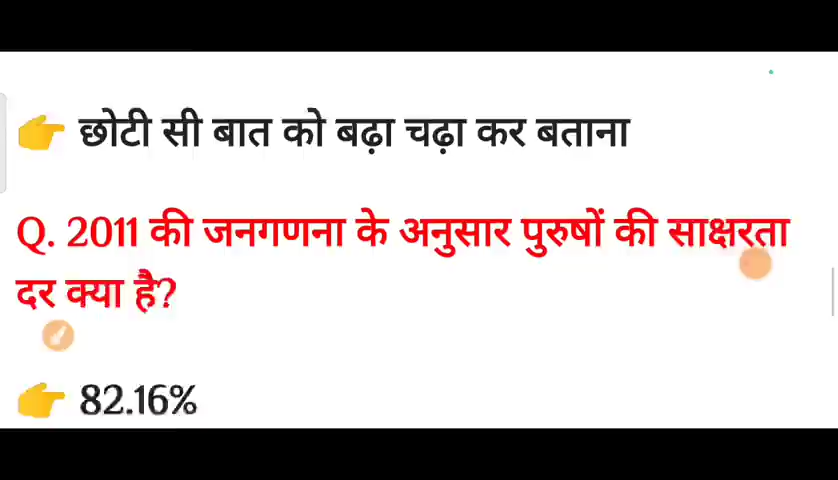 👉 छोटी सी बात को बढ़ा चढ़ा कर बताना
Q. 2011 की जनगणना के अनुसार पुरुषों की साक्षरता
दर क्या है?
👉 82.16%